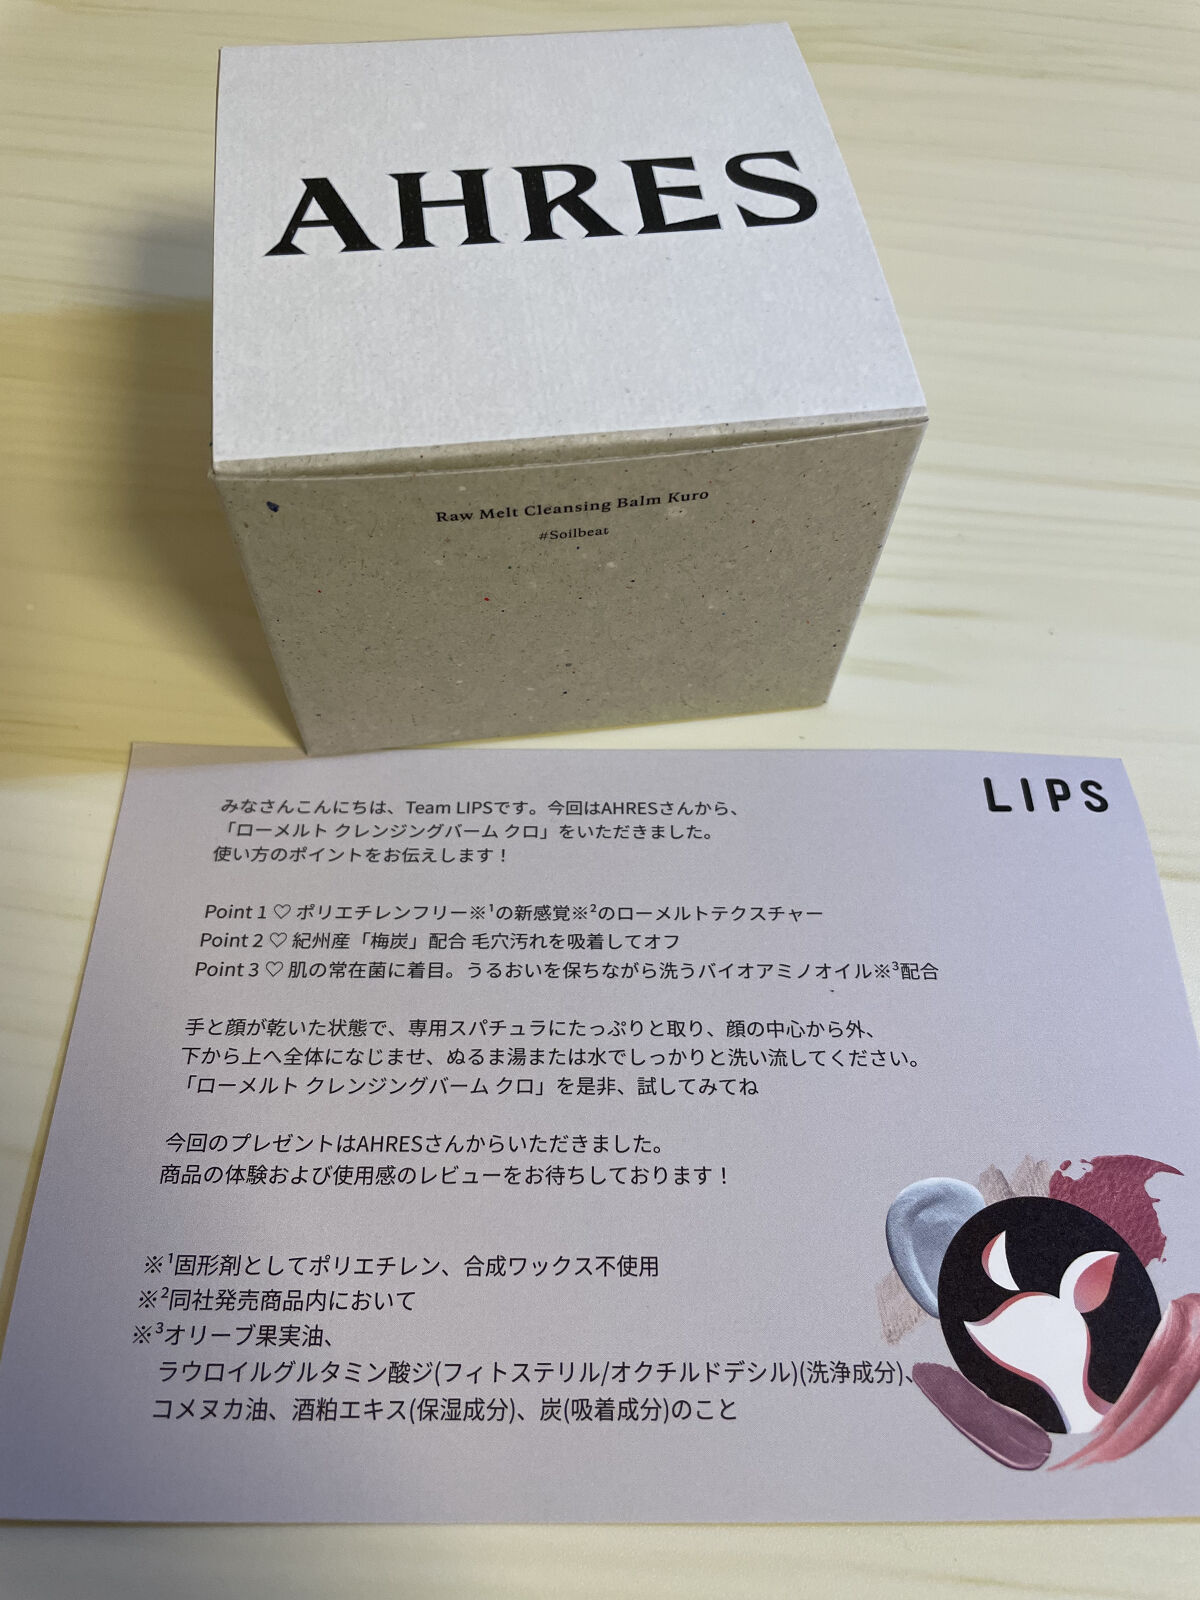 AHRES
Raw Melt Cleansing Balm Kuro
#Soilbeat
LIPS
みなさんこんにちは、Team LIPSです。今回はAHRESさんから、
「ローメルト クレンジングバーム クロ」をいただきました。
使い方のポイントをお伝えします！
Point 1 ♡ ポリエチレンフリー※¹の新感覚※²のローメルトテクスチャー
Point 2 ♡ 紀州産「梅炭」配合 毛穴汚れを吸着してオフ
Point 3 ♡ 肌の常在菌に着目。うるおいを保ちながら洗うバイオアミノオイル※³配合
手と顔が乾いた状態で、専用スパチュラにたっぷりと取り、顔の中心から外、
下から上へ全体になじませ、ぬるま湯または水でしっかりと洗い流してください。
「ローメルト クレンジングバーム クロ」を是非、試してみてね
今回のプレゼントはAHRESさんからいただきました。
商品の体験および使用感のレビューをお待ちしております！
※¹固形剤としてポリエチレン、合成ワックス不使用
※²同社発売商品内において
※³オリーブ果実油、
ラウロイルグルタミン酸ジ(フィトステリル/オクチルドデシル)(洗浄成分)、
コメヌカ油、酒粕エキス(保湿成分)、炭(吸着成分)のこと